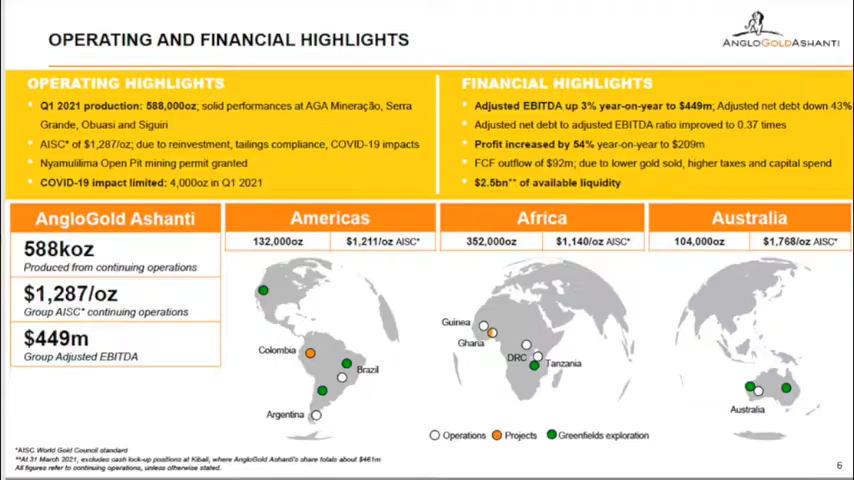 OPERATING AND FINANCIAL HIGHLIGHTS
ANGLOGOLDASHANTI
OPERATING HIGHLIGHTS
• Q1 2021 production: 588,000oz; solid performances at AGA Mineração, Serra
Grande, Obuasi and Siguiri
• AISC* of $1,287/oz; due to reinvestment, tailings compliance, COVID-19 impacts
• Nyamulilima Open Pit mining permit granted
• COVID-19 impact limited: 4,000oz in Q1 2021
FINANCIAL HIGHLIGHTS
• Adjusted EBITDA up 3% year-on-year to $449m; Adjusted net debt down 43%
• Adjusted net debt to adjusted EBITDA ratio improved to 0.37 times
• Profit increased by 54% year-on-year to $209m
• FCF outflow of $92m; due to lower gold sold, higher taxes and capital spend
• $2.5bn** of available liquidity
AngloGold Ashanti
588koz
Produced from continuing operations
$1,287/oz
Group AISC* continuing operations
$449m
Group Adjusted EBITDA
Americas
132,000oz $1,211/oz AISC*
Colombia
Brazil
Argentina
Africa
352,000oz $1,140/oz AISC*
Guinea
Ghana
DRC
Tanzania
Australia
104,000oz $1,768/oz AISC*
Australia
Operations Projects Greenfields exploration
*AISC World Gold Council standard
**At 31 March 2021, excludes cash lock-up positions at Kibali, where AngloGold Ashanti's share totals about $461m
All figures refer to continuing operations, unless otherwise stated.
6